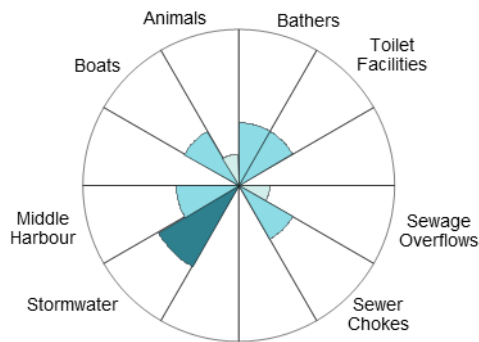 Animals
Bathers
Toilet
Facilities
Boats
Middle
Harbour
Sewage
Overflows
Stormwater
Sewer
Chokes